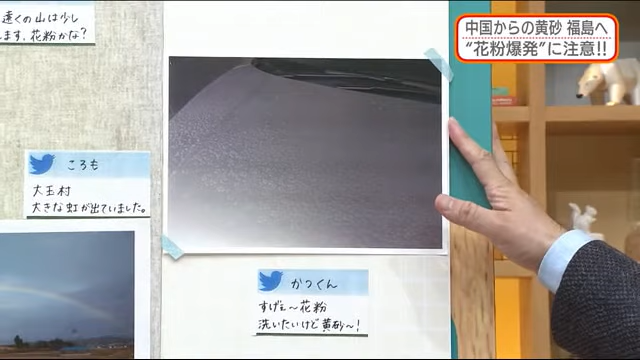 遠くの山は少し
ます。花粉かな?
中国からの黄砂 福島へ
“花粉爆発”に注意!!
ころも
大玉村
大きな虹が出ていました。
かつくん
すげぇ〜花粉
洗いたいけど黄砂〜!